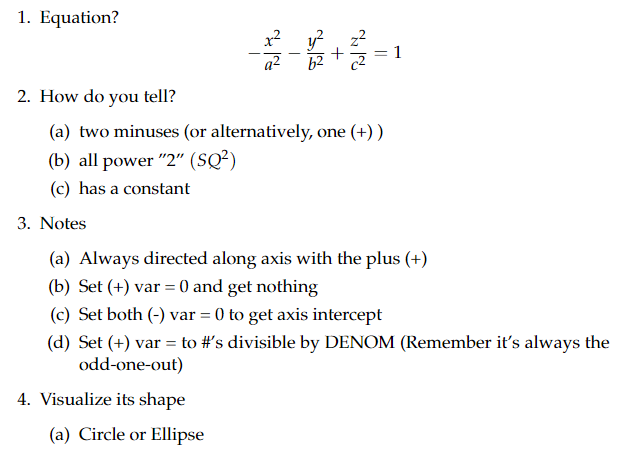 1. Equation?
−x²/a² − y²/b² + z²/c² = 1
2. How do you tell?
(a) two minuses (or alternatively, one (+) )
(b) all power ”2” (SQ²)
(c) has a constant
3. Notes
(a) Always directed along axis with the plus (+)
(b) Set (+) var = 0 and get nothing
(c) Set both (-) var = 0 to get axis intercept
(d) Set (+) var = to #'s divisible by DENOM (Remember it's always the
odd-one-out)
4. Visualize its shape
(a) Circle or Ellipse